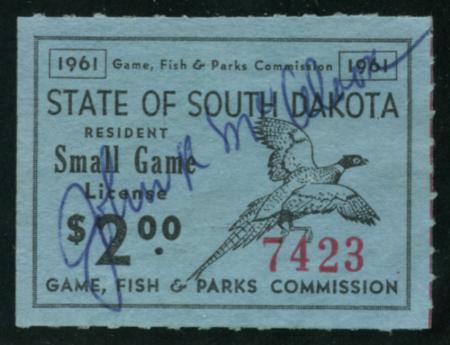 1961 Game, Fish & Parks Commission 1961
STATE OF SOUTH DAKOTA
RESIDENT
Small Game
License
$2.00
7423
GAME, FISH & PARKS COMMISSION